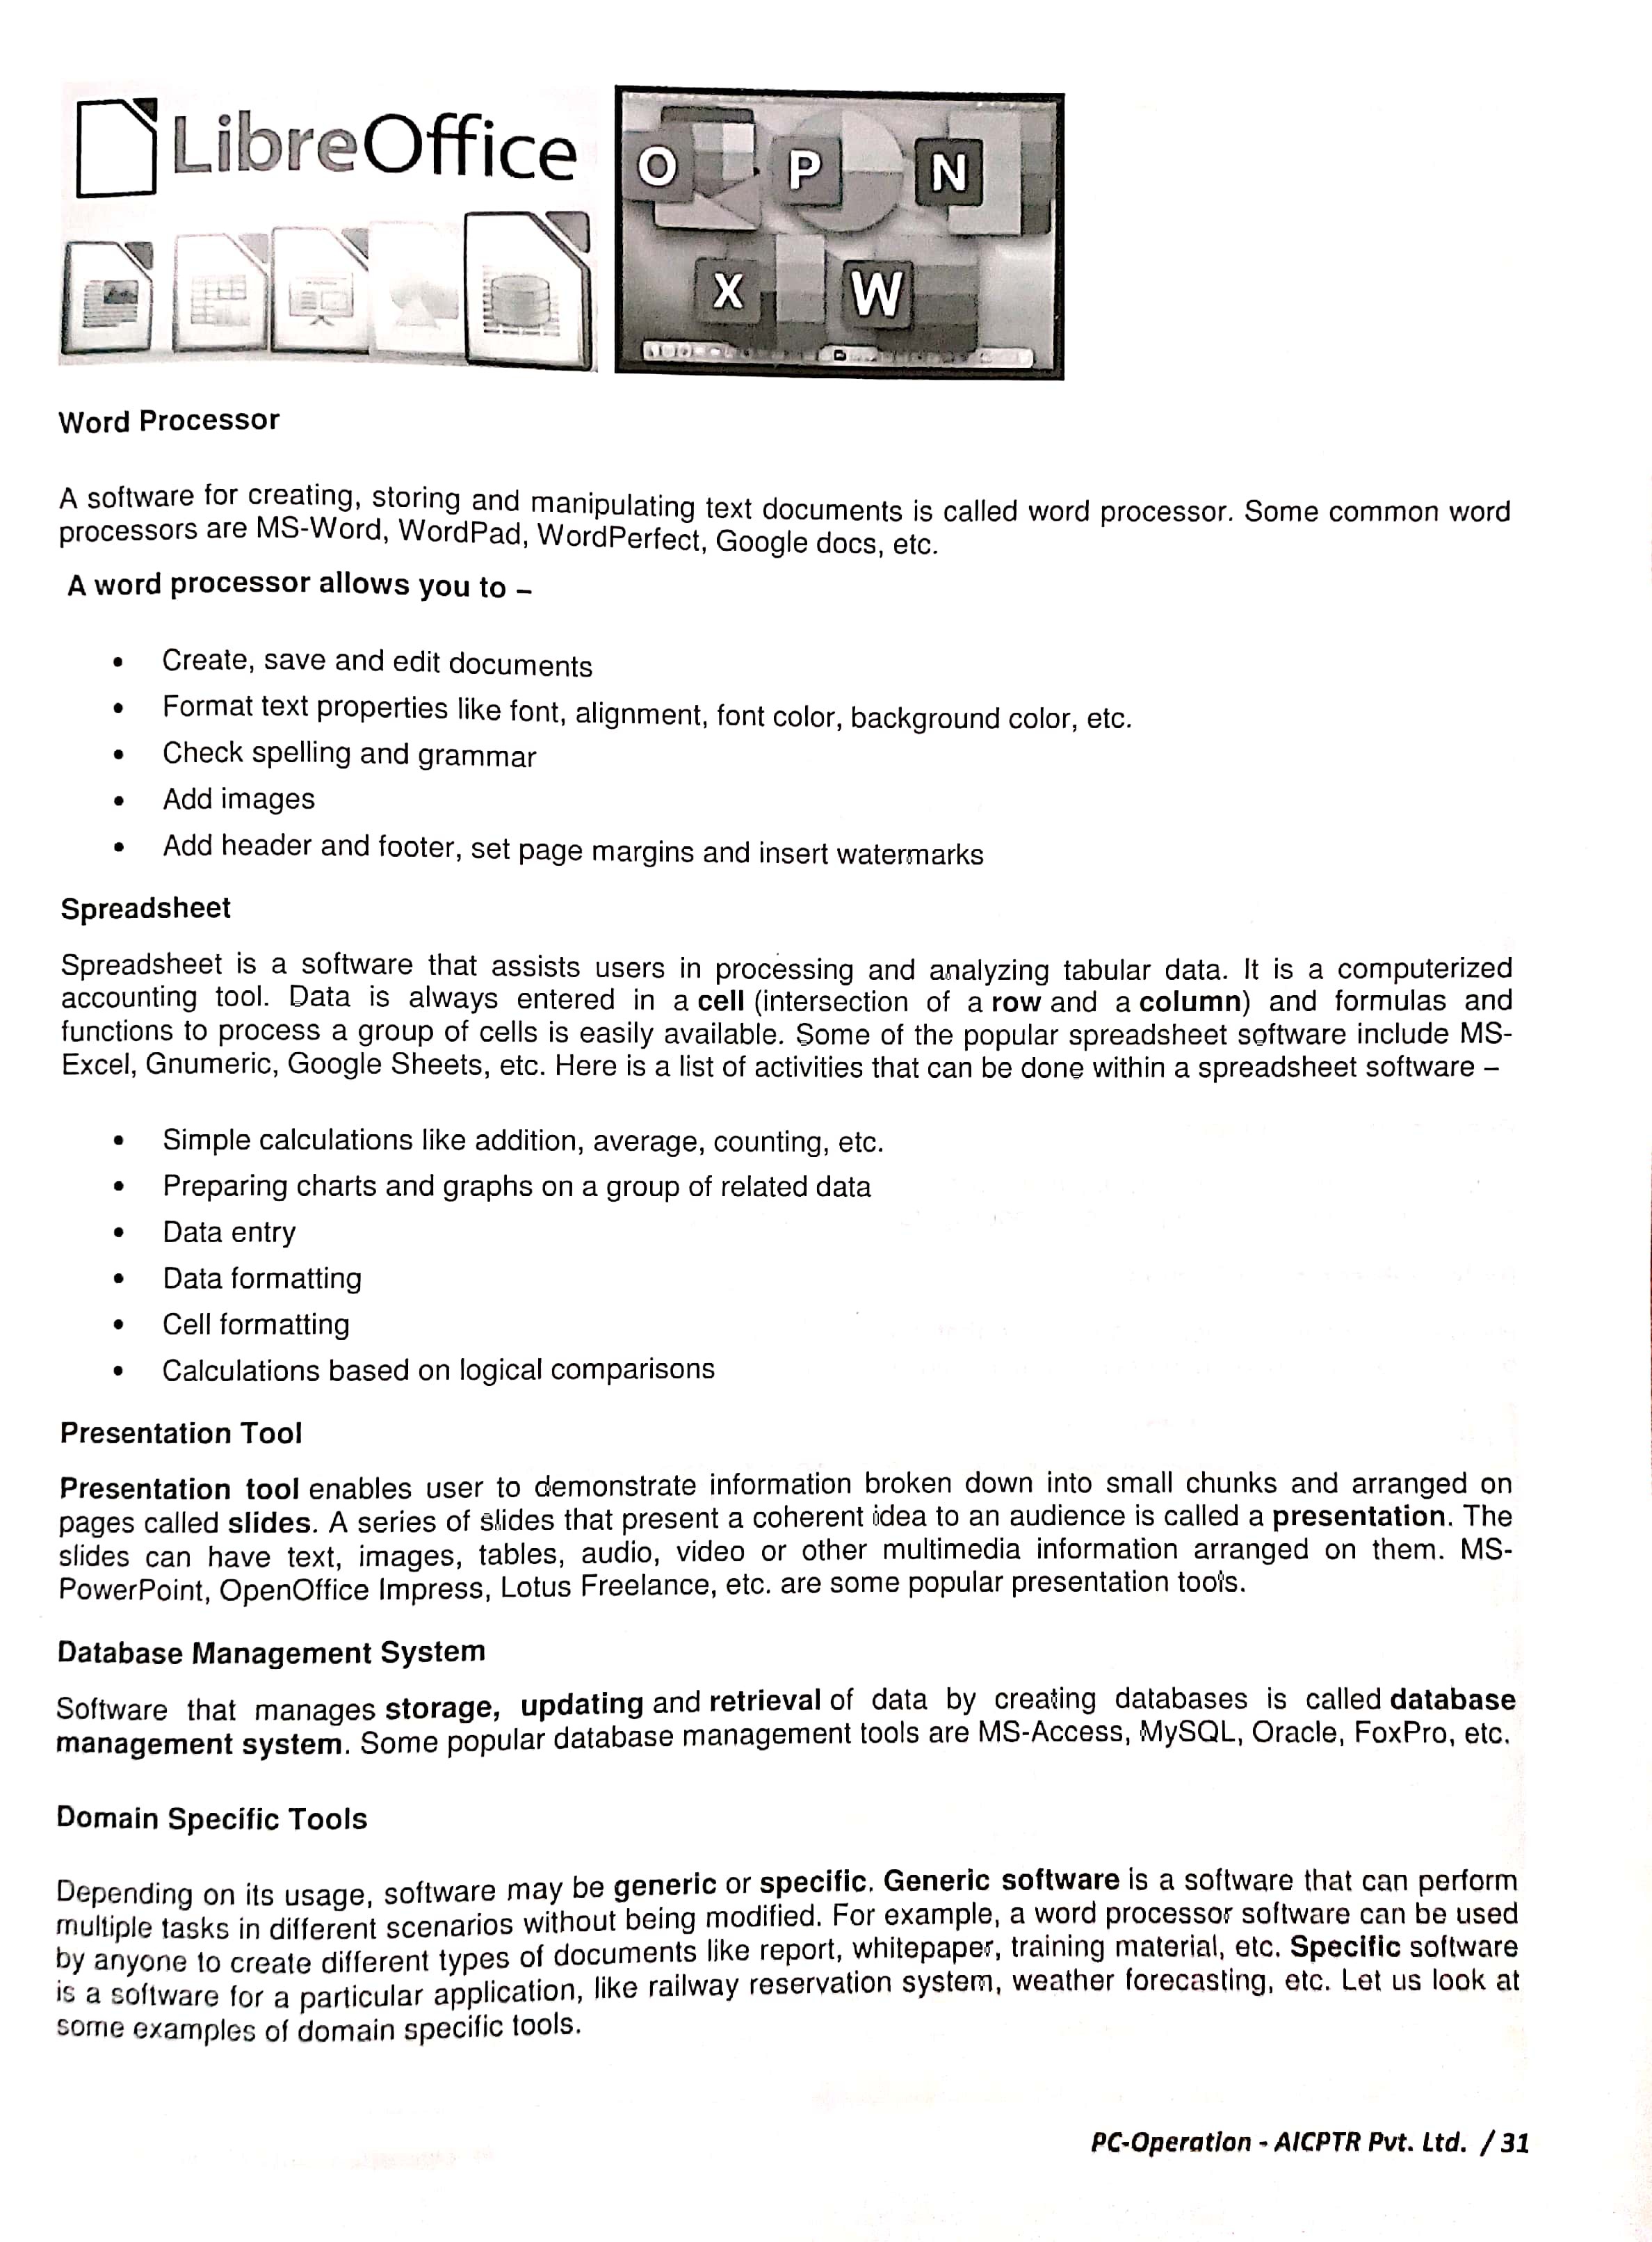 LibreOffice
O P N
X W
Word Processor
A software for creating, storing and manipulating text documents is called word processor. Some common word
processors are MS-Word, WordPad, WordPerfect, Google docs, etc.
A word processor allows you to –
• Create, save and edit documents
• Format text properties like font, alignment, font color, background color, etc.
• Check spelling and grammar
• Add images
• Add header and footer, set page margins and insert watermarks
Spreadsheet
Spreadsheet is a software that assists users in processing and analyzing tabular data. It is a computerized
accounting tool. Data is always entered in a cell (intersection of a row and a column) and formulas and
functions to process a group of cells is easily available. Some of the popular spreadsheet software include MS-
Excel, Gnumeric, Google Sheets, etc. Here is a list of activities that can be done within a spreadsheet software –
• Simple calculations like addition, average, counting, etc.
• Preparing charts and graphs on a group of related data
• Data entry
• Data formatting
• Cell formatting
• Calculations based on logical comparisons
Presentation Tool
Presentation tool enables user to demonstrate information broken down into small chunks and arranged on
pages called slides. A series of slides that present a coherent idea to an audience is called a presentation. The
slides can have text, images, tables, audio, video or other multimedia information arranged on them. MS-
PowerPoint, OpenOffice Impress, Lotus Freelance, etc. are some popular presentation tools.
Database Management System
Software that manages storage, updating and retrieval of data by creating databases is called database
management system. Some popular database management tools are MS-Access, MySQL, Oracle, FoxPro, etc.
Domain Specific Tools
Depending on its usage, software may be generic or specific. Generic software is a software that can perform
multiple tasks in different scenarios without being modified. For example, a word processor software can be used
by anyone to create different types of documents like report, whitepaper, training material, etc. Specific software
is a software for a particular application, like railway reservation system, weather forecasting, etc. Let us look at
some examples of domain specific tools.
PC-Operation - AICPTR Pvt. Ltd. / 31